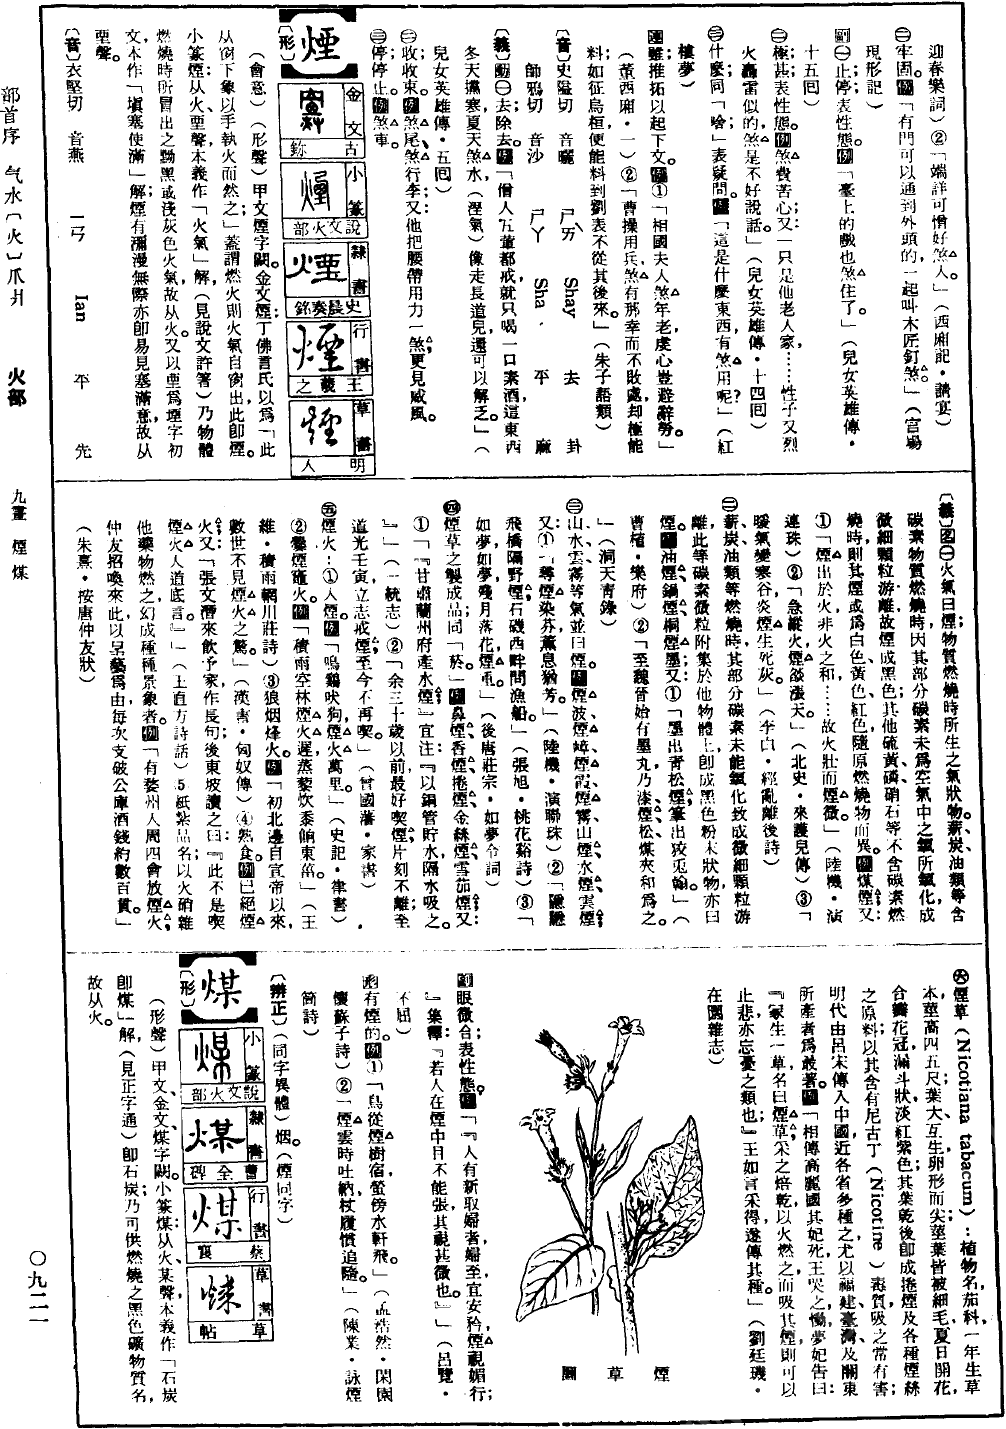 迎春樂詞）②「端詳可憎好煞人。」（西廂記・請宴）
㊁牢固。例「有門可以通到外頭的，一起叫木匠釘煞。」（官場
現形記）
副㊀止；停。表性態。例「臺上的戲也煞住了。」（兒女英雄傳・
十五回）
㊁極；甚。表性態。例煞費苦心；又「只是他老人家，……性子又烈
火轟雷似的，煞是不好說話。」（兒女英雄傳・十四回）
㊂什麼；同「啥」；表疑問。例「這是什麼東西，有煞用呢？」（紅
樓夢）
連雖；推拓以起下文。例①「相國夫人煞年老，虔心豈避辭勞。」
（董西廂・一）②「曹操用兵，煞有那幸而不敗處，却極能
料，如征烏桓，便能料到劉表不從其後來。」（朱子語類）
〔音〕史隘切　音曬　ㄕㄞˋ　Shay　去　卦
師鴉切　音沙　ㄕㄚ　Sha．　平　麻
〔義〕動㊀去；除去。例「僧人五葷都戒，就只喝一口素酒，這東西
冬天擋寒，夏天煞水（溼氣）像走長道兒還可以解乏。」（
兒女英雄傳・五回）
㊁收；收束。例煞尾、煞行李；又「他把腰帶用力一煞，更見威風。
㊂停；停止。例煞車。
煙
〔形〕
金文
古鉨
小篆
說文火部
隸書
史晨奏銘
行書
王羲之
草書
明人
（會意）（形聲）甲文煙字闕。金文煙：丁佛言氏以爲「此
从囱，下象以手執火而然之」，蓋謂燃火則火氣自囱出，此卽煙。
小篆煙：从火、垔聲，本義作「火氣」解，（見說文許箸）乃物體
燃燒時所冒出之黝黑或淺灰色火氣，故从火。又以垔爲堙字初
文，本作「塡塞使滿」解，煙有瀰漫無際亦卽易見塞滿意，故从
垔聲。
〔音〕衣堅切　音燕　ㄧㄢ　Ian　平　先
〔義〕名㊀火氣曰煙；物質燃燒時所生之氣狀物。薪、炭、油類等含
碳素物質燃燒時，因其部分碳素未爲空氣中之氧所氧化，成
微細顆粒游離，故煙成黑色；其他硫黃、磷、硝石等不含碳素，燃
燒時則其煙或爲白色、黃色、紅色，隨原燃燒物而異。例煤煙；又：
①「煙出於火，非火之和……故火壯而煙微。」（陸機・演
連珠）②「急縱火，煙燄漲天。」（北史・來護兒傳）③「
暖氣變寒谷，炎煙生死灰。」（李白・經亂離後詩）
㊁薪、炭、油類等燃燒時，其部分碳素未能氧化，致成微細顆粒游
離，此等碳素微粒附集於他物體上，卽成黑色粉末狀物，亦曰
煙。例油煙、鍋煙、桐煙、墨；又①「墨出青松煙，筆出狡兔翰。」（
曹植・樂府）②「至魏晉始有墨丸，乃漆煙、松煤夾和爲之。
」（洞天清錄）
㊂山、水、雲、霧等氣並曰煙。例煙波、煙嶂、煙霞、煙靄、山煙、水煙、雲煙；
又：①「尋煙染芬，薰息猶芳。」（陸機・演聯珠）②「隱隱
飛橋隔野煙，石磯西畔問漁船。」（張旭・桃花谿詩）③「
如夢，如夢，殘月落花煙重。」（後唐莊宗・如夢令詞）
㊃煙草之製成品；同「菸」。例鼻煙、香煙、捲煙、金絲煙、雪茄煙；又：
①「『甘肅蘭州府產水煙』宜注：『以銅管貯水，隔水吸之。
』」（一統志）②「余三十歲以前，最好喫煙，片刻不離，至
道光壬寅，立志戒煙，至今不再喫。」（曾國藩・家書）
㊄煙火：①人煙。例「鳴鷄吠狗，煙火萬里。」（史記・律書）
②爨煙、竈火。例「積雨空林煙火遲，蒸藜炊黍餉東菑。」（王
維・積雨輞川莊詩）③狼烟、烽火。例「初，北邊自宣帝以來，
數世不見煙火之警。」（漢書・匈奴傳）④熟食。例已絕煙
火；又：「張文潛來飲予家，作長句，後東坡讀之曰：『此不是喫
煙火人道底言。』」（王直方詩話）⑤紙紮品名；以火硝雜
他藥物燃之，幻成種種景象者。例「有婺州人周四會放煙火，
仲友招喚來此，以呈藝爲由，每次支破公庫酒錢約數百貫。」
（朱熹・按唐仲友狀）
㊅煙草（Nicotiana tabacum）：植物名，茄科，一年生草
本，莖高四五尺，葉大、互生、卵形而尖，莖葉皆被細毛，夏日開花，
合瓣花冠，漏斗狀，淡紅紫色；其葉乾後卽成捲煙及各種煙絲
之原料，以其含有尼古丁（Nicotine）毒質，吸之常有害；
明代由呂宋傳入中國，近各省多種之，尤以福建、臺灣及關東
所產者爲最著。例「相傳高麗國其妃死，王哭之慟，夢妃告曰：
『冢生一草，名曰煙草，采之焙乾，以火燃之，而吸其煙，則可以
止悲，亦忘憂之類也。』王如言采得，遂傳其種。」（劉廷璣・
在園雜志）
煙草圖
副眼微合；表性態。例「『人有新取婦者，婦至，宜安矜，煙視媚行；
』集釋：『若人在煙中，目不能張，其視甚微也。』」（呂覽・
不屈）
形有煙的。例①「鳥從煙樹宿，螢傍水軒飛。」（孟浩然・閑園
懷蘇子詩）②「煙雲時吐納，杖履慣追隨。」（陳業・詠煙
筒詩）
〔辨正〕（同字異體）烟。（煙同字）
煤
〔形〕
小篆
說文火部
隸書
曹全碑
行書
蔡襄
草書
草帖
（形聲）甲文、金文、煤字闕。小篆煤：从火、某聲，本義作「石炭
卽煤」解，（見正字通）卽石炭；乃可供燃燒之黑色礦物質名，
故从火。
部首序　气水〔火〕爪爿　火部　九畫　煙煤　〇九二一